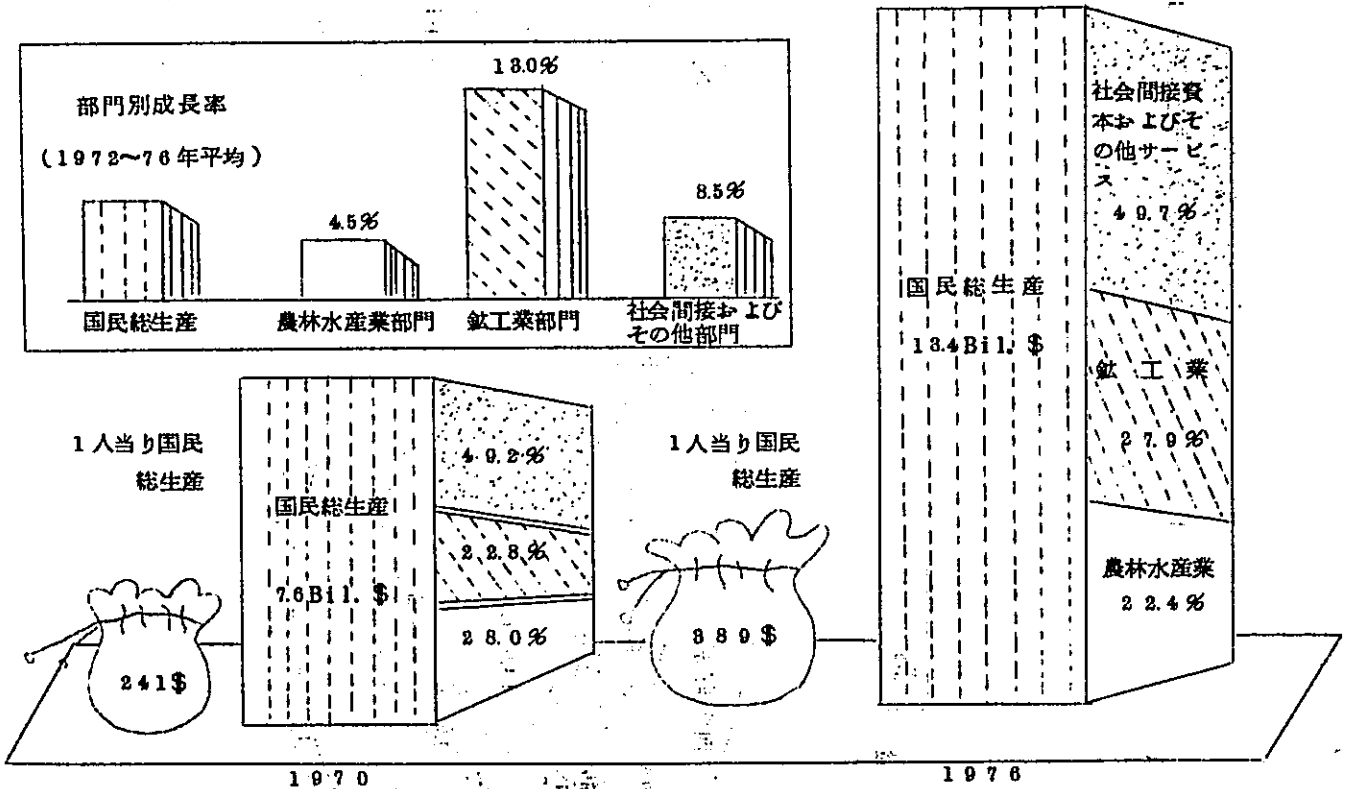 部門別成長率
(1972~76年平均)
4.5%
13.0%
8.5%
国民総生産
農林水産業部門
鉱工業部門
社会間接および
その他部門
1人当り国民
総生産
241$
国民総生産
7.6Bil. $
49.2%
22.8%
28.0%
1970
1人当り国民
総生産
389$
国民総生産
13.4Bil. $
社会間接資
本およびそ
の他サービ
ス
49.7%
鉱工業
27.9%
農林水産業
22.4%
1976